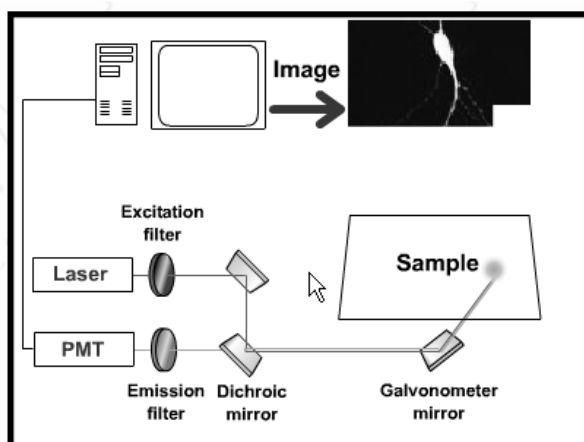 Image
Excitation
filter
Laser
Sample
PMT
Emission
filter
Dichroic
mirror
Galvonometer
mirror